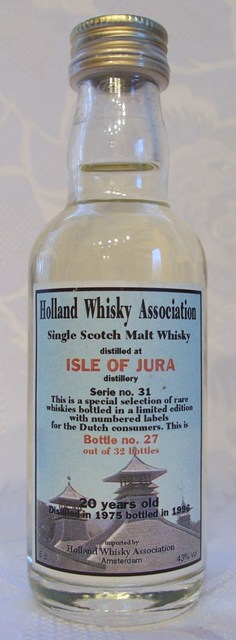 Holland Whisky Association
Single Scotch Malt Whisky
distilled at
ISLE OF JURA
distillery
Serie no. 31
This is a special selection of rare
whiskies bottled in a limited edition
with numbered labels
for the Dutch consumers. This is
Bottle no. 27
out of 32 bottles
20 years old
Distilled in 1975 bottled in 1996
imported by
Holland Whisky Association
Amsterdam
43% vol